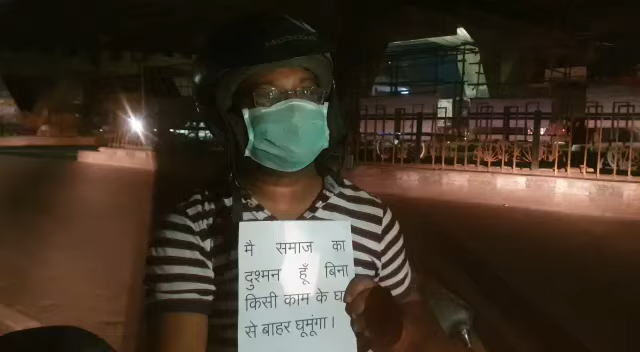 मै समाज का
दुश्मन हूँ बिना
किसी काम के
से बाहर घूमूंगा।